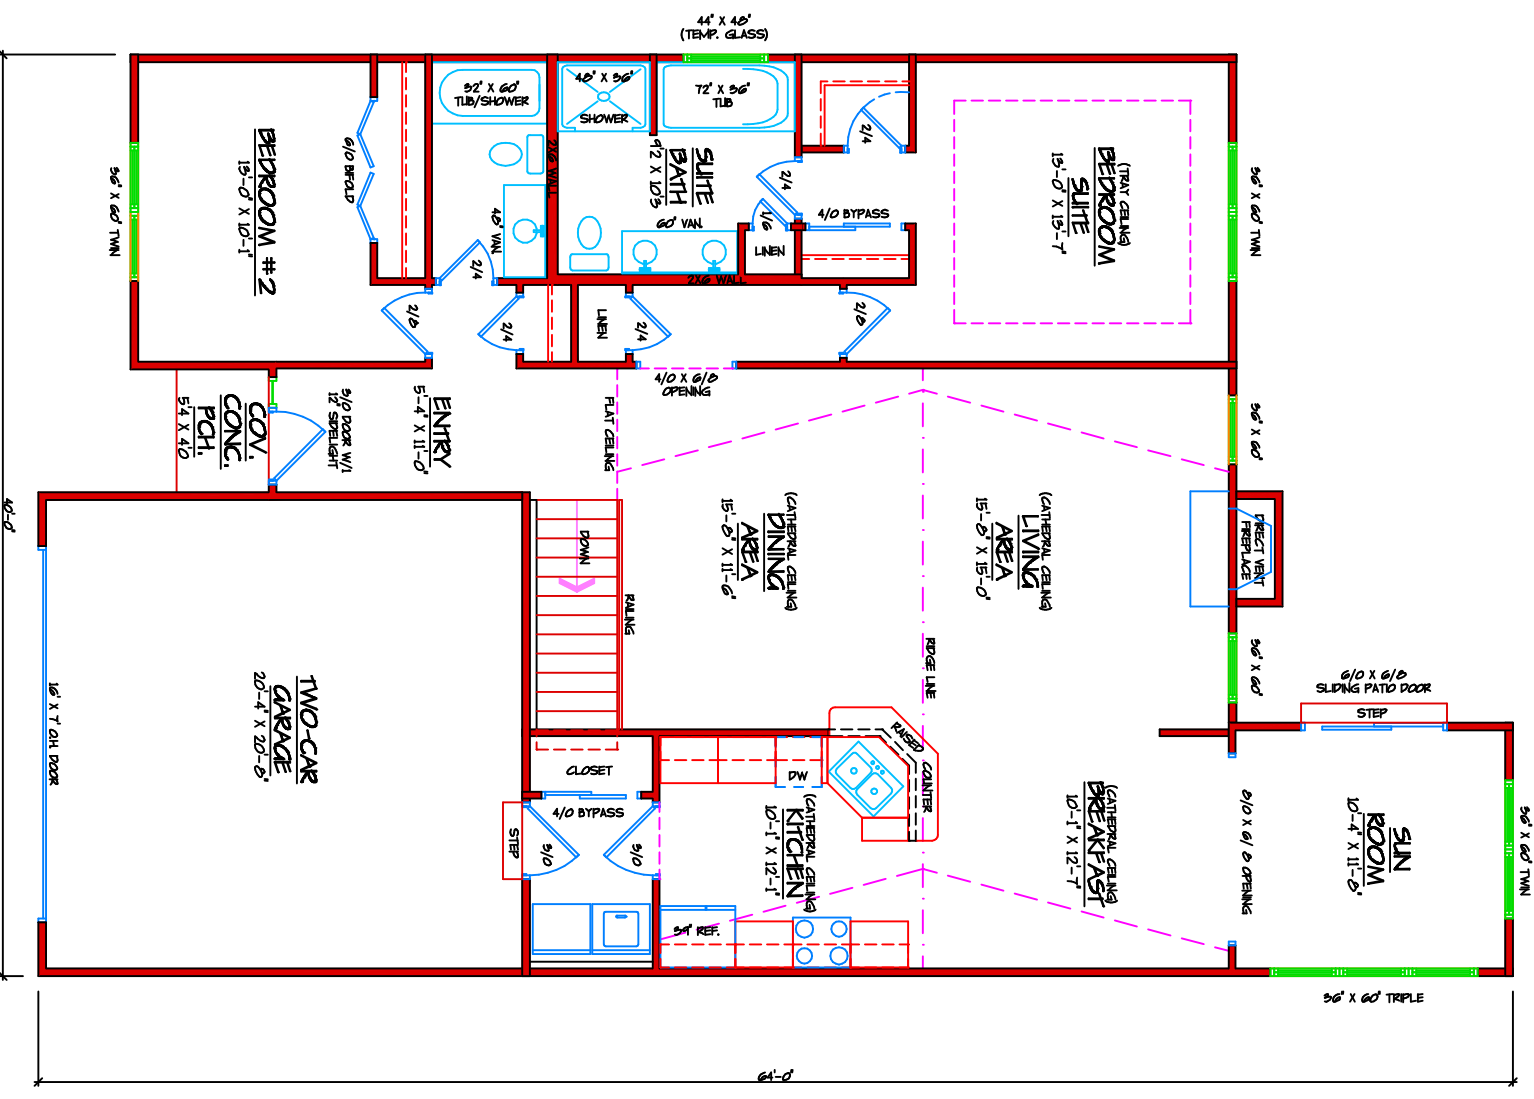 44" X 48"
(TEMP. GLASS)
BEDROOM #2
13'-0" X 10'-1"
36" X 60" TWIN
6/0 BIFOLD
32" X 60"
TUB/SHOWER
48" VAN.
2X6 WALL
48" X 36"
SHOWER
72" X 36"
TUB
SUITE
BATH
9'2 X 10'3
60" VAN.
2/4
2/4
1/6
LINEN
4/0 BYPASS
2X6 WALL
(TRAY CEILING)
BEDROOM
SUITE
13'-0" X 13'-7"
36" X 60" TWIN
2/4
2/8
2/4
LINEN
2/4
2/8
4/0 X 6/8
OPENING
COV.
CONC.
PCH.
5'4 X 4'0
3/0 DOOR W/1
12" SIDELIGHT
ENTRY
5'-4" X 11'-0"
FLAT CEILING
36" X 60"
40'-0"
DOWN
RAILING
(CATHEDRAL CEILING)
DINING
AREA
15'-8" X 11'-6"
(CATHEDRAL CEILING)
LIVING
AREA
15'-8" X 15'-0"
DIRECT VENT
FIREPLACE
RIDGE LINE
36" X 60"
6/0 X 6/8
SLIDING PATIO DOOR
STEP
16' X 7' O.H. DOOR
TWO-CAR
GARAGE
20'-4" X 20'-8"
CLOSET
4/0 BYPASS
STEP
3/0
3/0
DW
RAISED
COUNTER
(CATHEDRAL CEILING)
KITCHEN
10'-1" X 12'-1"
39" REF.
(CATHEDRAL CEILING)
BREAKFAST
10'-1" X 12'-7"
8/0 X 6/8 OPENING
SUN
ROOM
10'-4" X 11'-8"
36" X 60" TWIN
36" X 60" TRIPLE
64'-0"